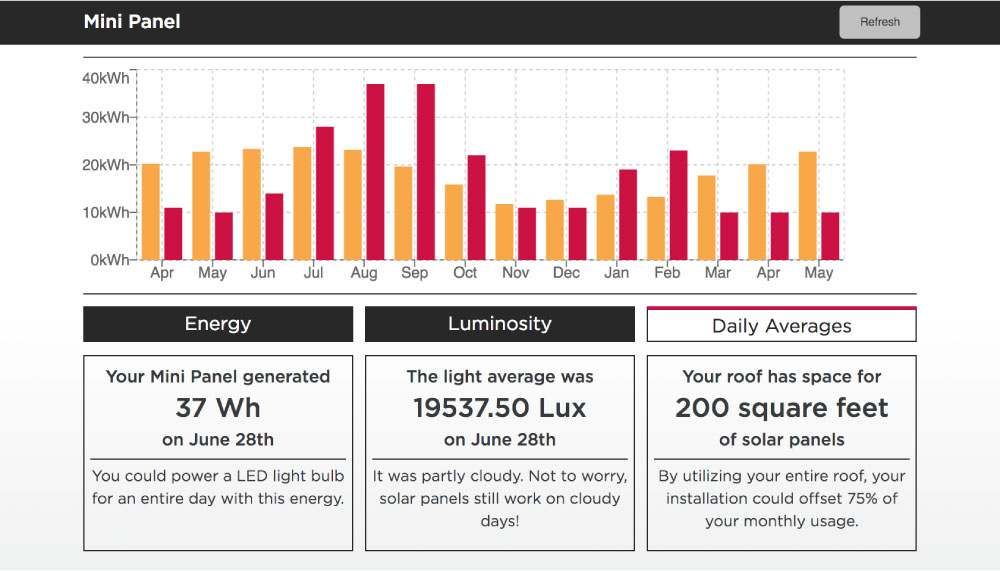 Mini Panel
Refresh
40kWh
30kWh
20kWh
10kWh
0kWh
Apr May Jun Jul Aug Sep Oct Nov Dec Jan Feb Mar Apr May
Energy
Luminosity
Daily Averages
Your Mini Panel generated
37 Wh
on June 28th
You could power a LED light bulb
for an entire day with this energy.
The light average was
19537.50 Lux
on June 28th
It was partly cloudy. Not to worry,
solar panels still work on cloudy
days!
Your roof has space for
200 square feet
of solar panels
By utilizing your entire roof, your
installation could offset 75% of
your monthly usage.